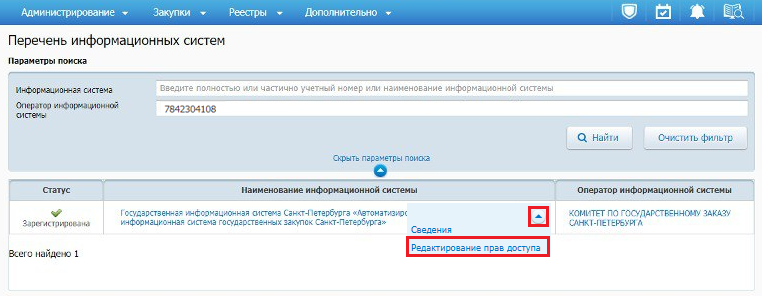 Администрирование Закупки Реестры Дополнительно
Перечень информационных систем
Параметры поиска
Информационная система Введите полностью или частично учетный номер или наименование информационной системы
Оператор информационной
системы
7842304108
Найти Очистить фильтр
Скрыть параметры поиска
Статус Наименование информационной системы Оператор информационной системы
Зарегистрирована
Государственная информационная система Санкт-Петербурга «Автоматизирс
информационная система государственных закупок Санкт-Петербурга»
Сведения
Редактирование прав доступа
КОМИТЕТ ПО ГОСУДАРСТВЕННОМУ ЗАКАЗУ
САНКТ-ПЕТЕРБУРГА
Всего найдено 1